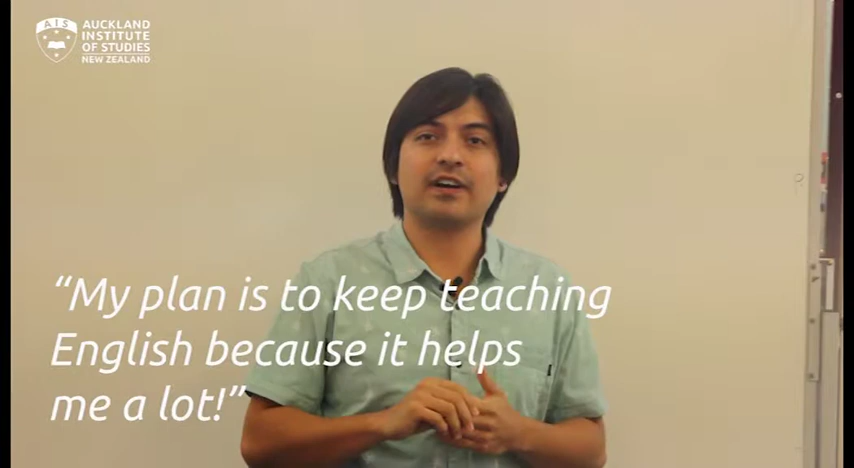 AIS
AUCKLAND
INSTITUTE
OF STUDIES
NEW ZEALAND
“My plan is to keep teaching
English because it helps
me a lot!”